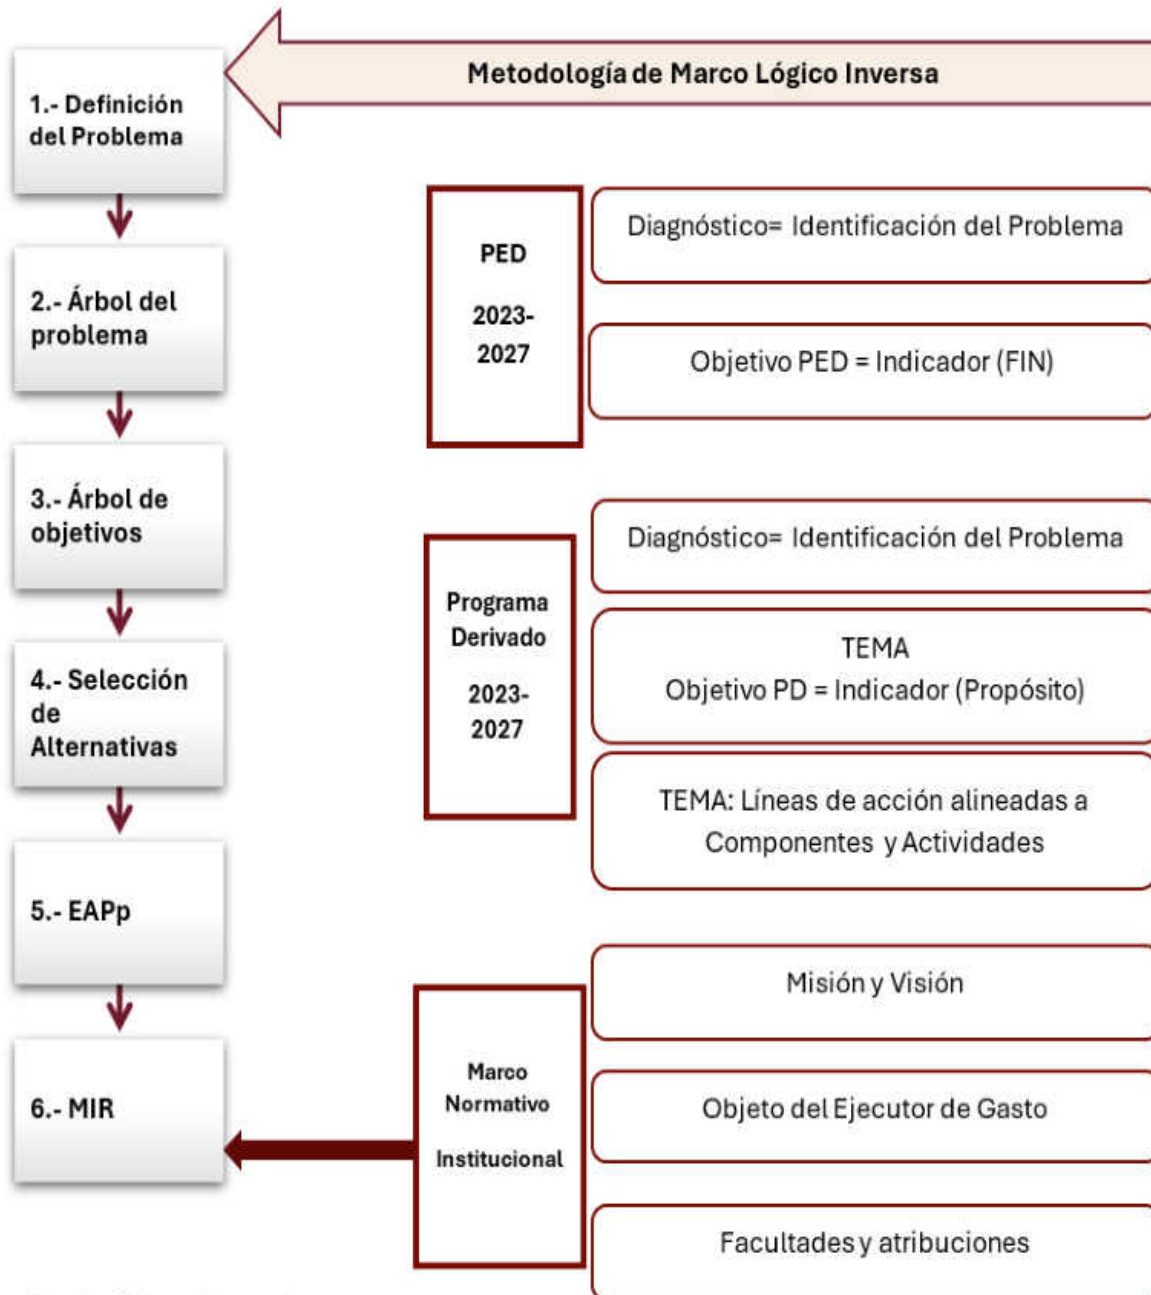 Metodología de Marco Lógico Inversa
1.- Definición
del Problema
2.- Árbol del
problema
3.- Árbol de
objetivos
4.- Selección
de
Alternativas
5.- EAPp
6.- MIR
PED
2023-
2027
Diagnóstico= Identificación del Problema
Objetivo PED = Indicador (FIN)
Programa
Derivado
2023-
2027
Diagnóstico= Identificación del Problema
TEMA
Objetivo PD = Indicador (Propósito)
TEMA: Líneas de acción alineadas a
Componentes y Actividades
Marco
Normativo
Institucional
Misión y Visión
Objeto del Ejecutor de Gasto
Facultades y atribuciones